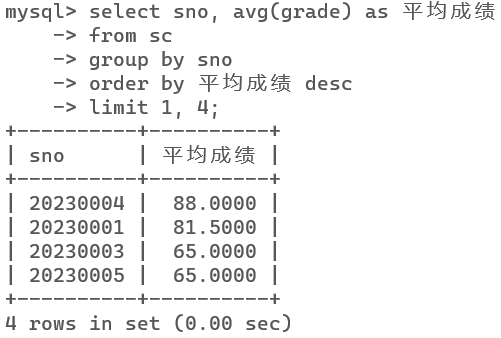 mysql> select sno, avg(grade) as 平均成绩
    -> from sc
    -> group by sno
    -> order by 平均成绩 desc
    -> limit 1, 4;
+----------+----------+
| sno      | 平均成绩 |
+----------+----------+
| 20230004 |  88.0000 |
| 20230001 |  81.5000 |
| 20230003 |  65.0000 |
| 20230005 |  65.0000 |
+----------+----------+
4 rows in set (0.00 sec)